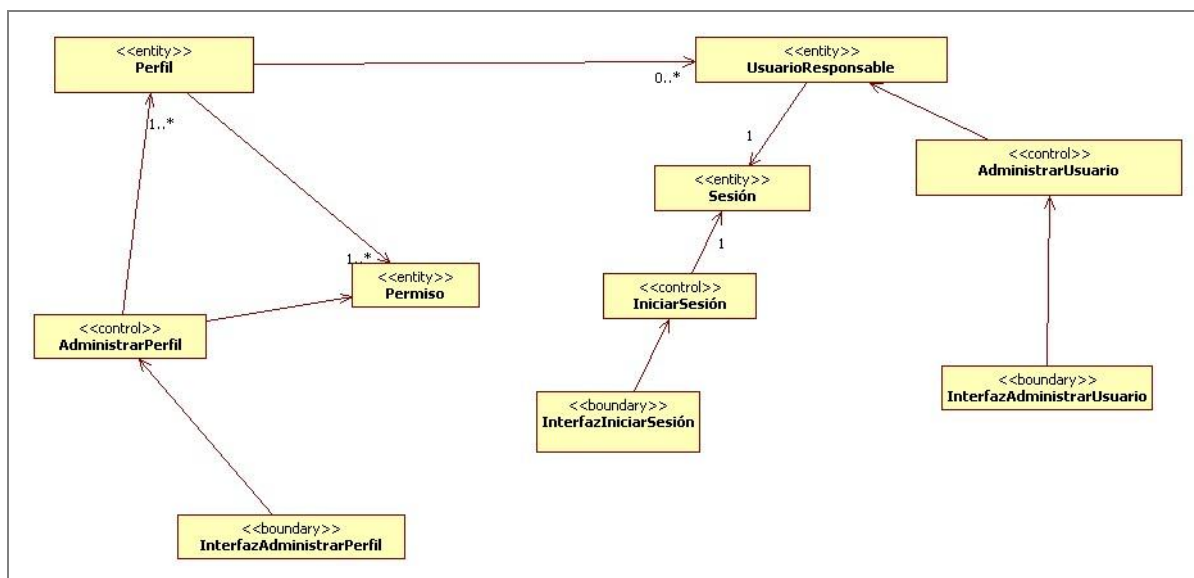 <<entity>>
Perfil
<<entity>>
UsuarioResponsable
0..*
1..*
1
<<control>>
AdministrarUsuario
<<entity>>
Sesión
1
1..*
<<entity>>
Permiso
<<control>>
IniciarSesión
<<control>>
AdministrarPerfil
<<boundary>>
InterfazIniciarSesión
<<boundary>>
InterfazAdministrarUsuario
<<boundary>>
InterfazAdministrarPerfil